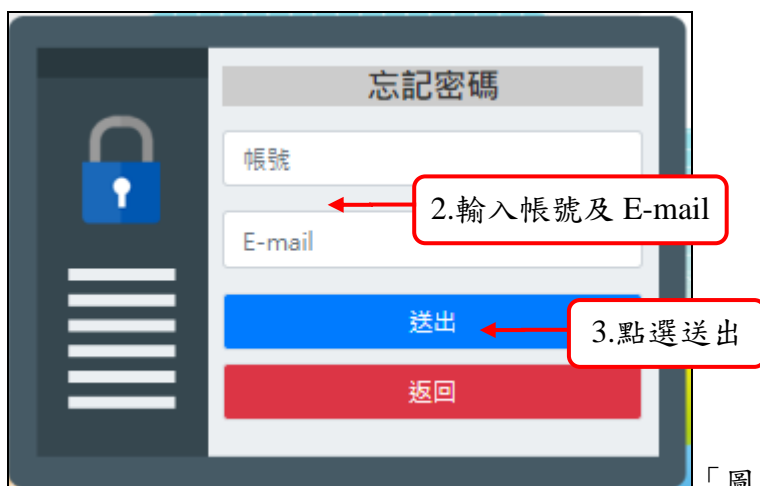 忘記密碼
帳號
2.輸入帳號及 E-mail
E-mail
送出
3.點選送出
返回
「圖